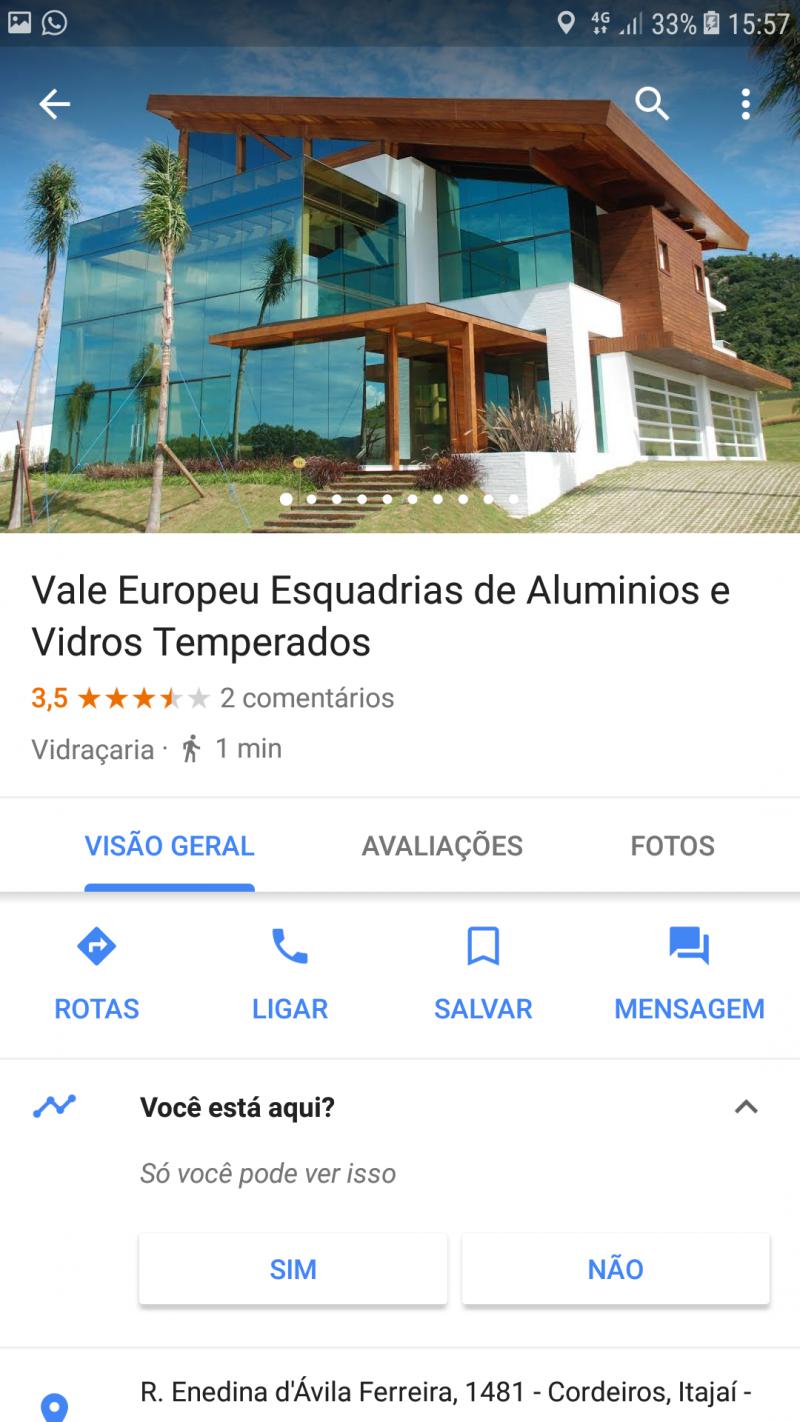 4G 33% 15:57
Vale Europeu Esquadrias de Aluminios e
Vidros Temperados
3,5 2 comentários
Vidraçaria · 1 min
VISÃO GERAL AVALIAÇÕES FOTOS
ROTAS LIGAR SALVAR MENSAGEM
Você está aqui?
Só você pode ver isso
SIM NÃO
R. Enedina d'Ávila Ferreira, 1481 - Cordeiros, Itajaí -